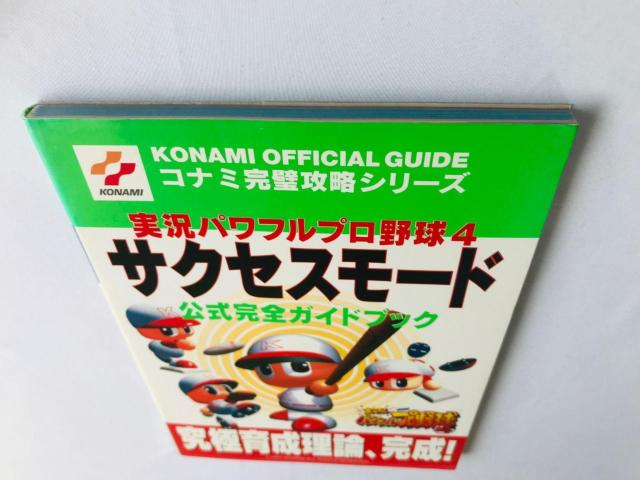 KONAMI OFFICIAL GUIDE
コナミ完璧攻略シリーズ
KONAMI
実況パワフルプロ野球4
サクセスモード
公式完全ガイドブック
究極育成理論、完成!